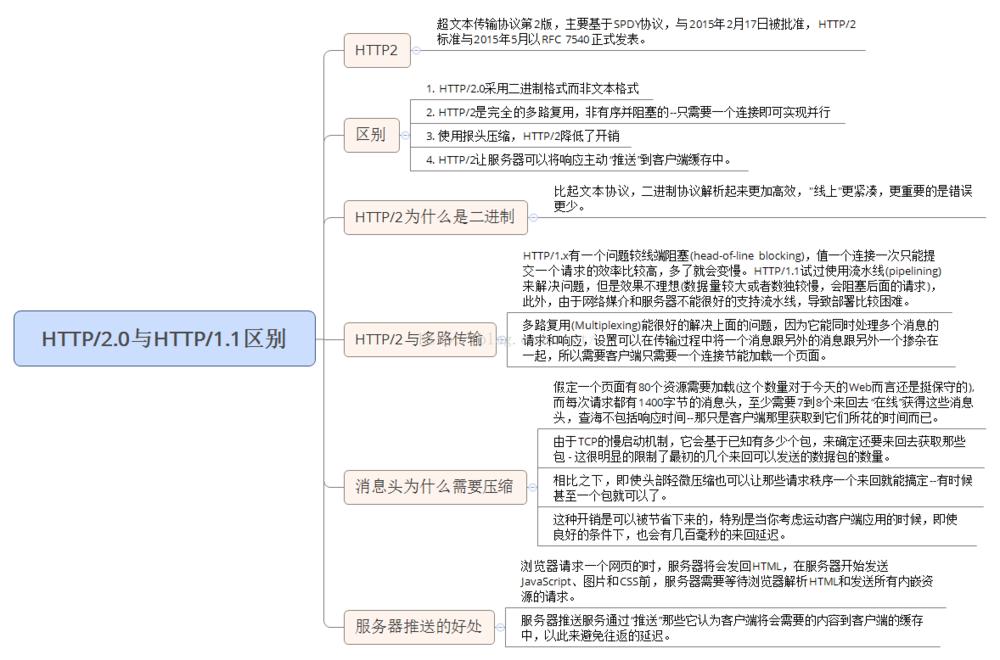 超文本传输协议第2版，主要基于SPDY协议，与2015年2月17日被批准，HTTP/2
标准与2015年5月以RFC 7540正式发表。
HTTP2
1. HTTP/2.0采用二进制格式而非文本格式
2. HTTP/2是完全的多路复用，非有序并阻塞的--只需要一个连接即可实现并行
区别
3. 使用报头压缩，HTTP/2降低了开销
4. HTTP/2让服务器可以将响应主动“推送”到客户端缓存中。
比起文本协议，二进制协议解析起来更加高效，“线上”更紧凑，更重要的是错误
更少。
HTTP/2为什么是二进制
HTTP/1.x有一个问题较线端阻塞(head-of-line blocking)，值一个连接一次只能提
交一个请求的效率比较高，多了就会变慢。HTTP/1.1试过使用流水线(pipelining)
来解决问题，但是效果不理想(数据量较大或者数独较慢，会阻塞后面的请求)，
此外，由于网络媒介和服务器不能很好的支持流水线，导致部署比较困难。
HTTP/2.0与HTTP/1.1区别
HTTP/2与多路传输
多路复用(Multiplexing)能很好的解决上面的问题，因为它能同时处理多个消息的
请求和响应，设置可以在传输过程中将一个消息跟另外的消息跟另外一个掺杂在
一起，所以需要客户端只需要一个连接节能加载一个页面。
假定一个页面有80个资源需要加载(这个数量对于今天的Web而言还是挺保守的),
而每次请求都有1400字节的消息头，至少需要7到8个来回去“在线”获得这些消息
头，查海不包括响应时间--那只是客户端那里获取到它们所花的时间而已。
由于TCP的慢启动机制，它会基于已知有多少个包，来确定还要来回去获取那些
包 - 这很明显的限制了最初的几个来回可以发送的数据包的数量。
消息头为什么需要压缩
相比之下，即使头部轻微压缩也可以让那些请求秩序一个来回就能搞定--有时候
甚至一个包就可以了。
这种开销是可以被节省下来的，特别是当你考虑运动客户端应用的时候，即使
良好的条件下，也会有几百毫秒的来回延迟。
浏览器请求一个网页的时，服务器将会发回HTML，在服务器开始发送
JavaScript、图片和CSS前，服务器需要等待浏览器解析HTML和发送所有内嵌资
源的请求。
服务器推送的好处
服务器推送服务通过“推送”那些它认为客户端将会需要的内容到客户端的缓存
中，以此来避免往返的延迟。